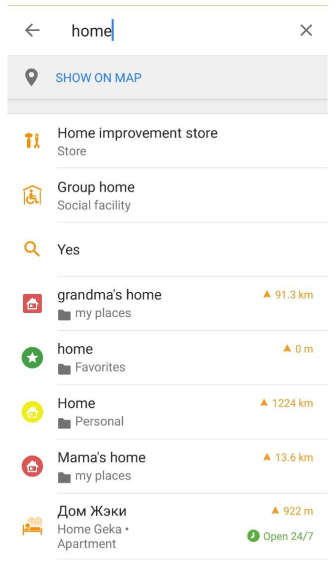 home
SHOW ON MAP
Home improvement store
Store
Group home
Social facility
Yes
grandma's home
91.3 km
my places
home
0 m
Favorites
Home
1224 km
Personal
Mama's home
13.6 km
my places
Дом Жэки
922 m
Home Geka •
Open 24/7
Apartment